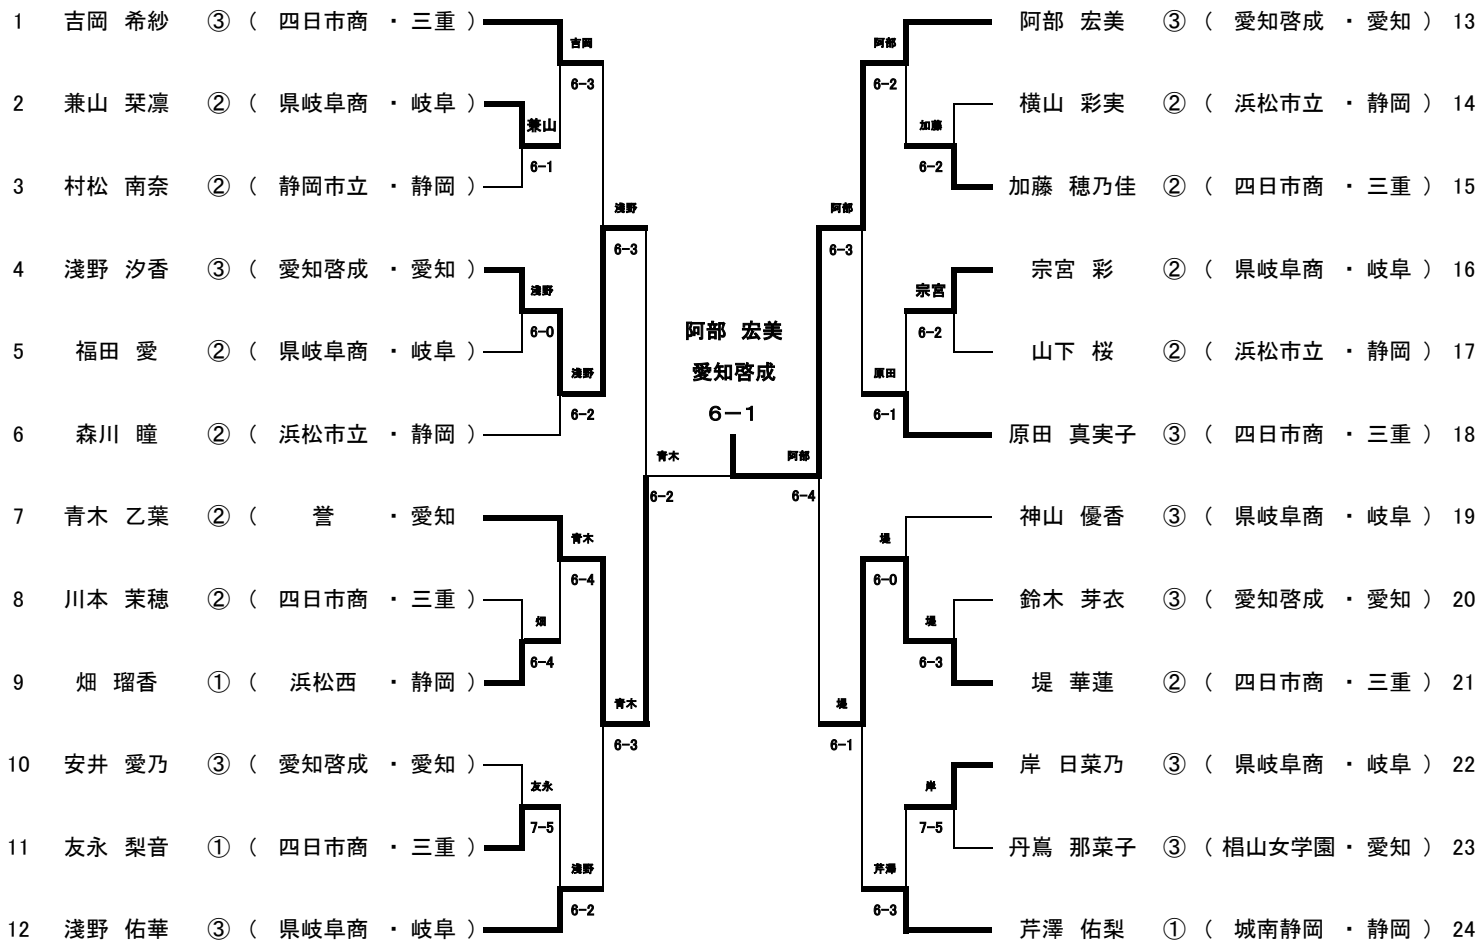 1 吉岡 希紗 ③ ( 四日市商 ・ 三重 )
吉岡
6-3
2 兼山 栞凛 ② ( 県岐阜商 ・ 岐阜 )
兼山
6-1
3 村松 南奈 ② ( 静岡市立 ・ 静岡 )
浅野
6-3
4 淺野 汐香 ③ ( 愛知啓成 ・ 愛知 )
浅野
6-0
5 福田 愛 ② ( 県岐阜商 ・ 岐阜 )
浅野
6-2
6 森川 瞳 ② ( 浜松市立 ・ 静岡 )
青木
6-2
7 青木 乙葉 ② ( 誉 ・ 愛知
青木
6-4
8 川本 茉穂 ② ( 四日市商 ・ 三重 )
畑
6-4
9 畑 瑠香 ① ( 浜松西 ・ 静岡 )
青木
6-3
10 安井 愛乃 ③ ( 愛知啓成 ・ 愛知 )
友永
7-5
11 友永 梨音 ① ( 四日市商 ・ 三重 )
浅野
6-2
12 淺野 佑華 ③ ( 県岐阜商 ・ 岐阜 )
阿部 宏美
愛知啓成
6-1
阿部 宏美 ③ ( 愛知啓成 ・ 愛知 ) 13
阿部
6-2
横山 彩実 ② ( 浜松市立 ・ 静岡 ) 14
加藤
6-2
加藤 穂乃佳 ② ( 四日市商 ・ 三重 ) 15
阿部
6-3
宗宮 彩 ② ( 県岐阜商 ・ 岐阜 ) 16
宗宮
6-2
山下 桜 ② ( 浜松市立 ・ 静岡 ) 17
原田
6-1
原田 真実子 ③ ( 四日市商 ・ 三重 ) 18
阿部
6-4
神山 優香 ③ ( 県岐阜商 ・ 岐阜 ) 19
堤
6-0
鈴木 芽衣 ③ ( 愛知啓成 ・ 愛知 ) 20
堤
6-3
堤 華蓮 ② ( 四日市商 ・ 三重 ) 21
堤
6-1
岸 日菜乃 ③ ( 県岐阜商 ・ 岐阜 ) 22
岸
7-5
丹嶌 那菜子 ③ ( 椙山女学園 ・ 愛知 ) 23
芹澤
6-3
芹澤 佑梨 ① ( 城南静岡 ・ 静岡 ) 24